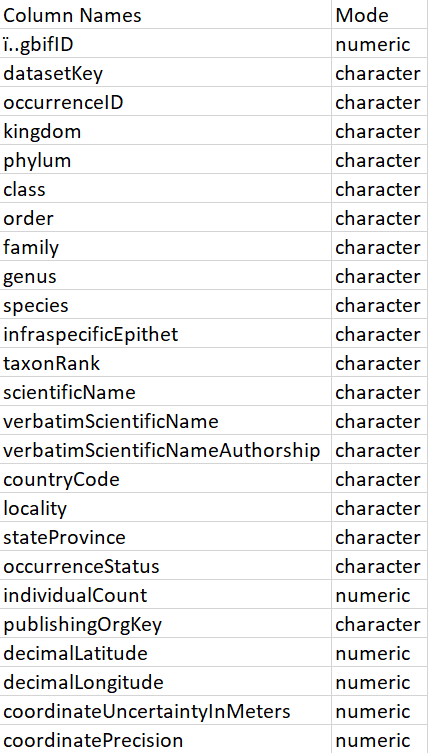 Column Names Mode
ï..gbifID numeric
datasetKey character
occurrenceID character
kingdom character
phylum character
class character
order character
family character
genus character
species character
infraspecificEpithet character
taxonRank character
scientificName character
verbatimScientificName character
verbatimScientificNameAuthorship character
countryCode character
locality character
stateProvince character
occurrenceStatus character
individualCount numeric
publishingOrgKey character
decimalLatitude numeric
decimalLongitude numeric
coordinateUncertaintyInMeters numeric
coordinatePrecision numeric